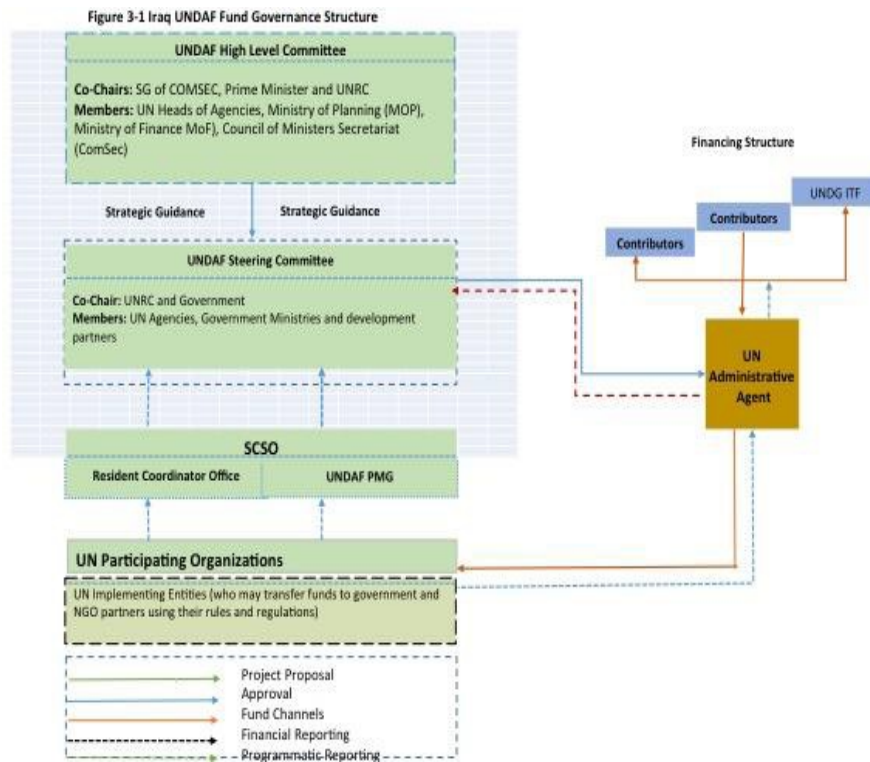 Figure 3-1 Iraq UNDAF Fund Governance Structure
UNDAF High Level Committee
Co-Chairs: SG of COMSEC, Prime Minister and UNRC
Members: UN Heads of Agencies, Ministry of Planning (MOP),
Ministry of Finance MoF), Council of Ministers Secretariat
(ComSec)
Strategic Guidance
Strategic Guidance
UNDAF Steering Committee
Co-Chair: UNRC and Government
Members: UN Agencies, Government Ministries and development
partners
SCSO
Resident Coordinator Office
UNDAF PMG
UN Participating Organizations
UN Implementing Entities (who may transfer funds to government and
NGO partners using their rules and regulations)
Project Proposal
Approval
Fund Channels
Financial Reporting
Programmatic Reporting
Financing Structure
UNDG ITF
Contributors
Contributors
UN
Administrative
Agent